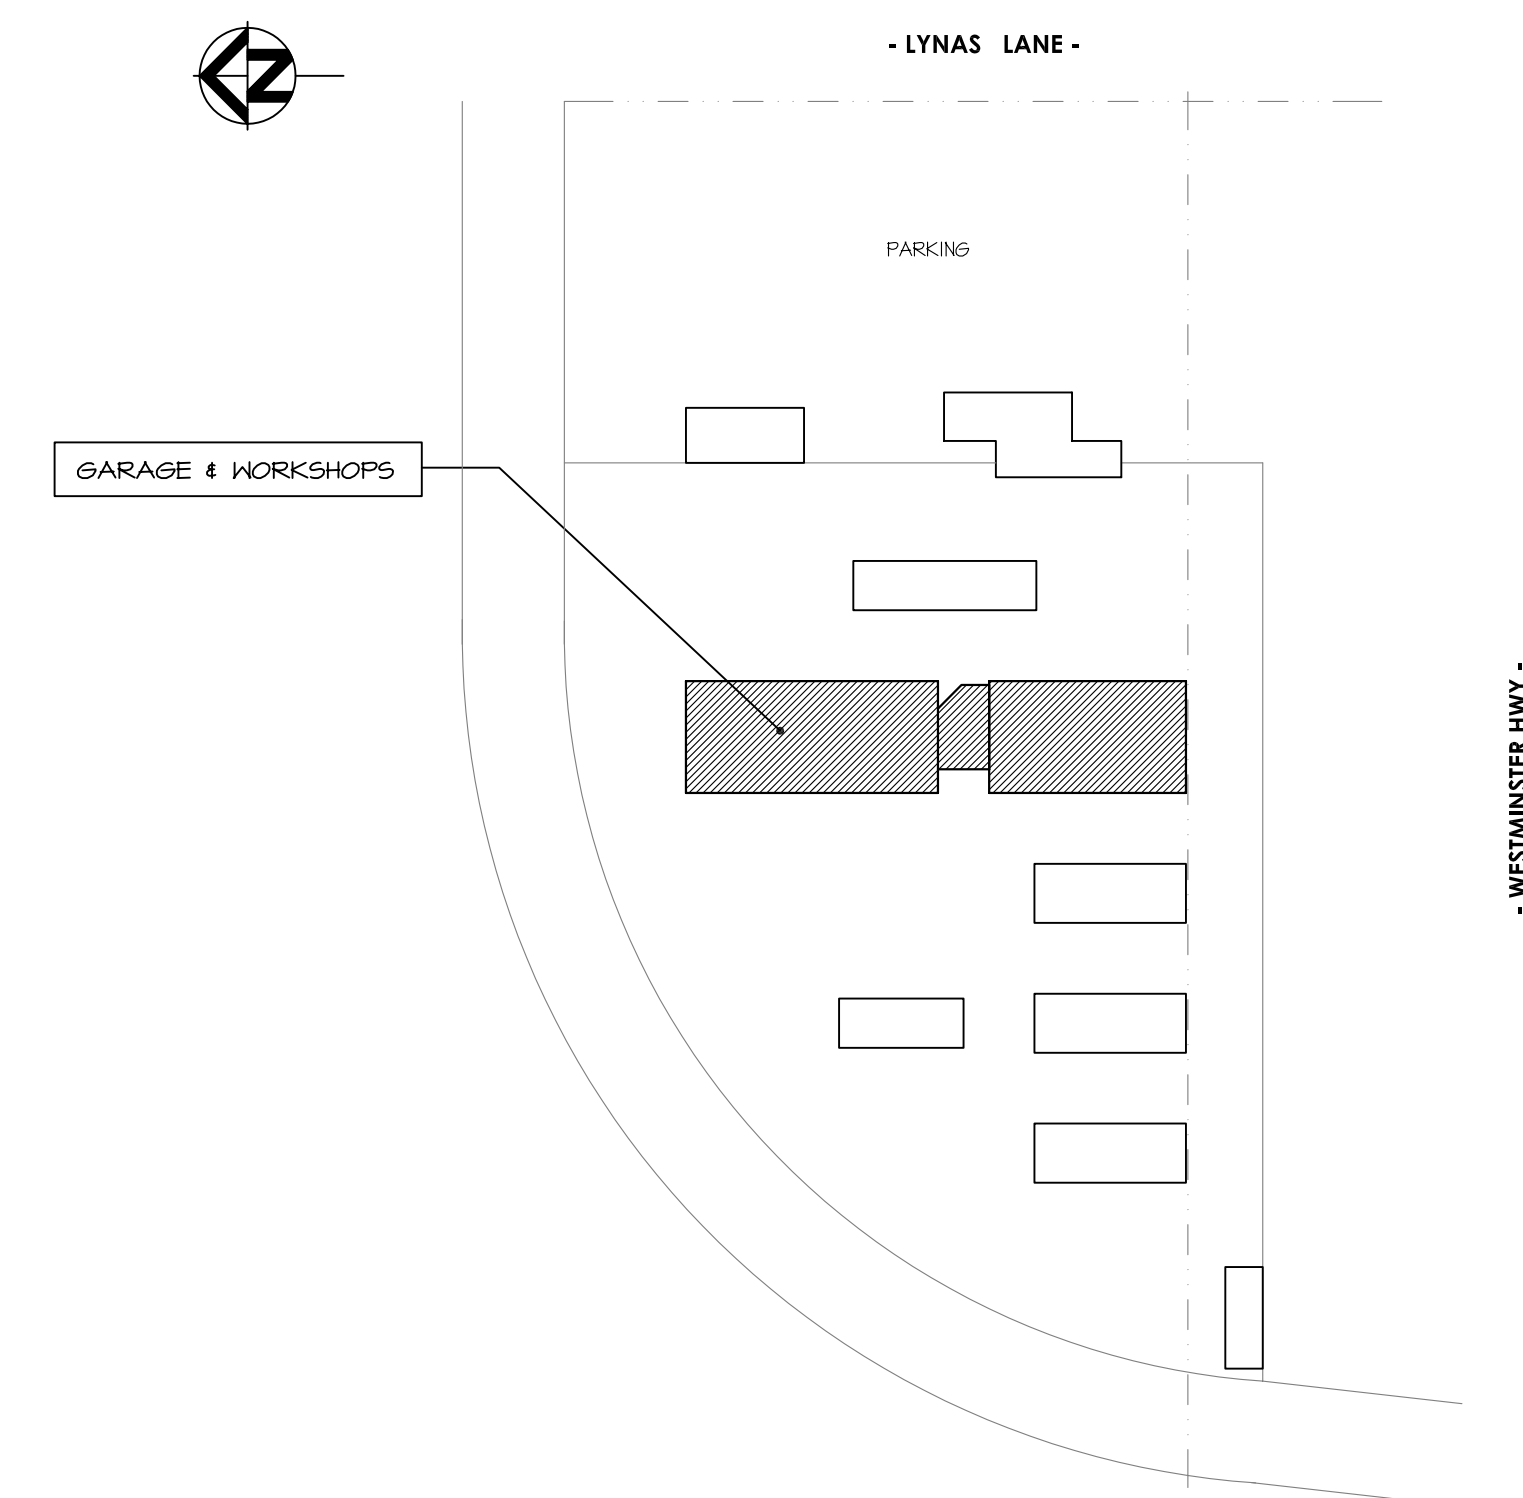 - LYNAS LANE -
N
PARKING
GARAGE & WORKSHOPS
- WESTMINSTER HWY -